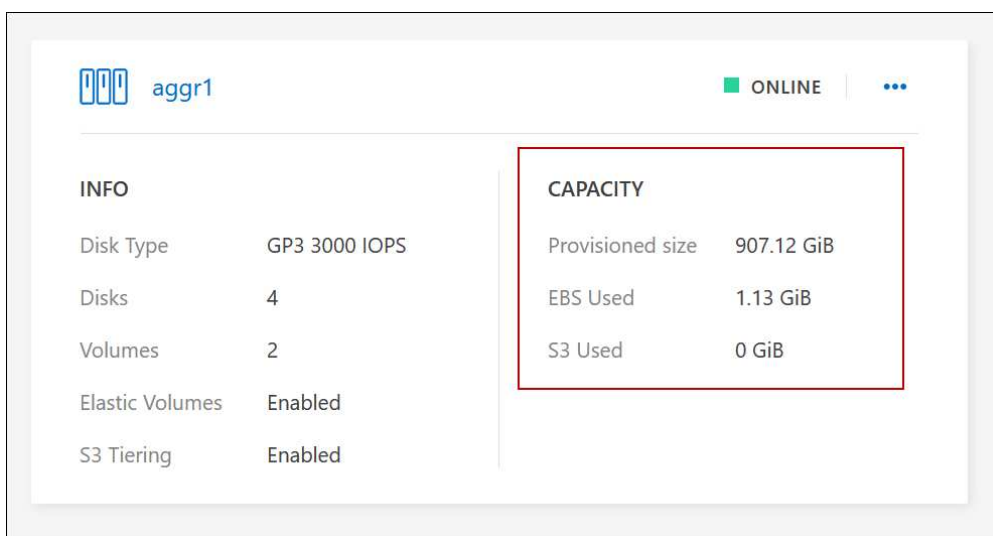 aggr1
ONLINE
INFO
Disk Type GP3 3000 IOPS
Disks 4
Volumes 2
Elastic Volumes Enabled
S3 Tiering Enabled
CAPACITY
Provisioned size 907.12 GiB
EBS Used 1.13 GiB
S3 Used 0 GiB